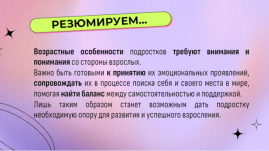 РЕЗЮМИРУЕМ...
Возрастные особенности подростков требуют внимания и
понимания со стороны взрослых.
Важно быть готовыми к принятию их эмоциональных проявлений,
сопровождать их в процессе поиска себя и своего места в мире,
помогая найти баланс между самостоятельностью и поддержкой.
Лишь таким образом станет возможным дать подростку
необходимую опору для развития и успешного взросления.